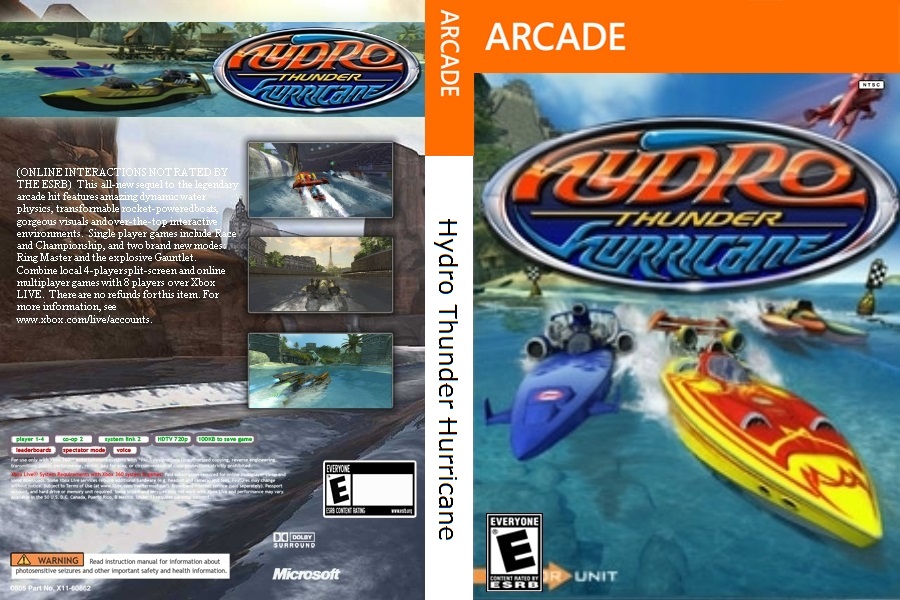 HYDRO
THUNDER
HURRICANE
(ONLINE INTERACTIONS NOT RATED BY
THE ESRB) This all-new sequel to the legendary
arcade hit features amazing dynamic water
physics, transformable rocket-powered boats,
gorgeous visuals and over-the-top interactive
environments. Single player games include Race
and Championship, and two brand new modes:
Ring Master and the explosive Gauntlet.
Combine local 4-player split-screen and online
multiplayer games with 8 players over Xbox
LIVE. There are no refunds for this item. For
more information, see
www.xbox.com/live/accounts.
player 1-4 co-op 2 system link 2 HDTV 720p 100KB to save game
leaderboards spectator mode voice
EVERYONE
E
ESRB CONTENT RATING www.esrb.org
DOLBY
SURROUND
WARNING Read instruction manual for information about
photosensitive seizures and other important safety and health information.
Microsoft
0805 Part No. X11-60862
ARCADE
Hydro Thunder Hurricane
ARCADE
NTSC
HYDRO
THUNDER
HURRICANE
EVERYONE
E
CONTENT RATED BY
ESRB
UNIT